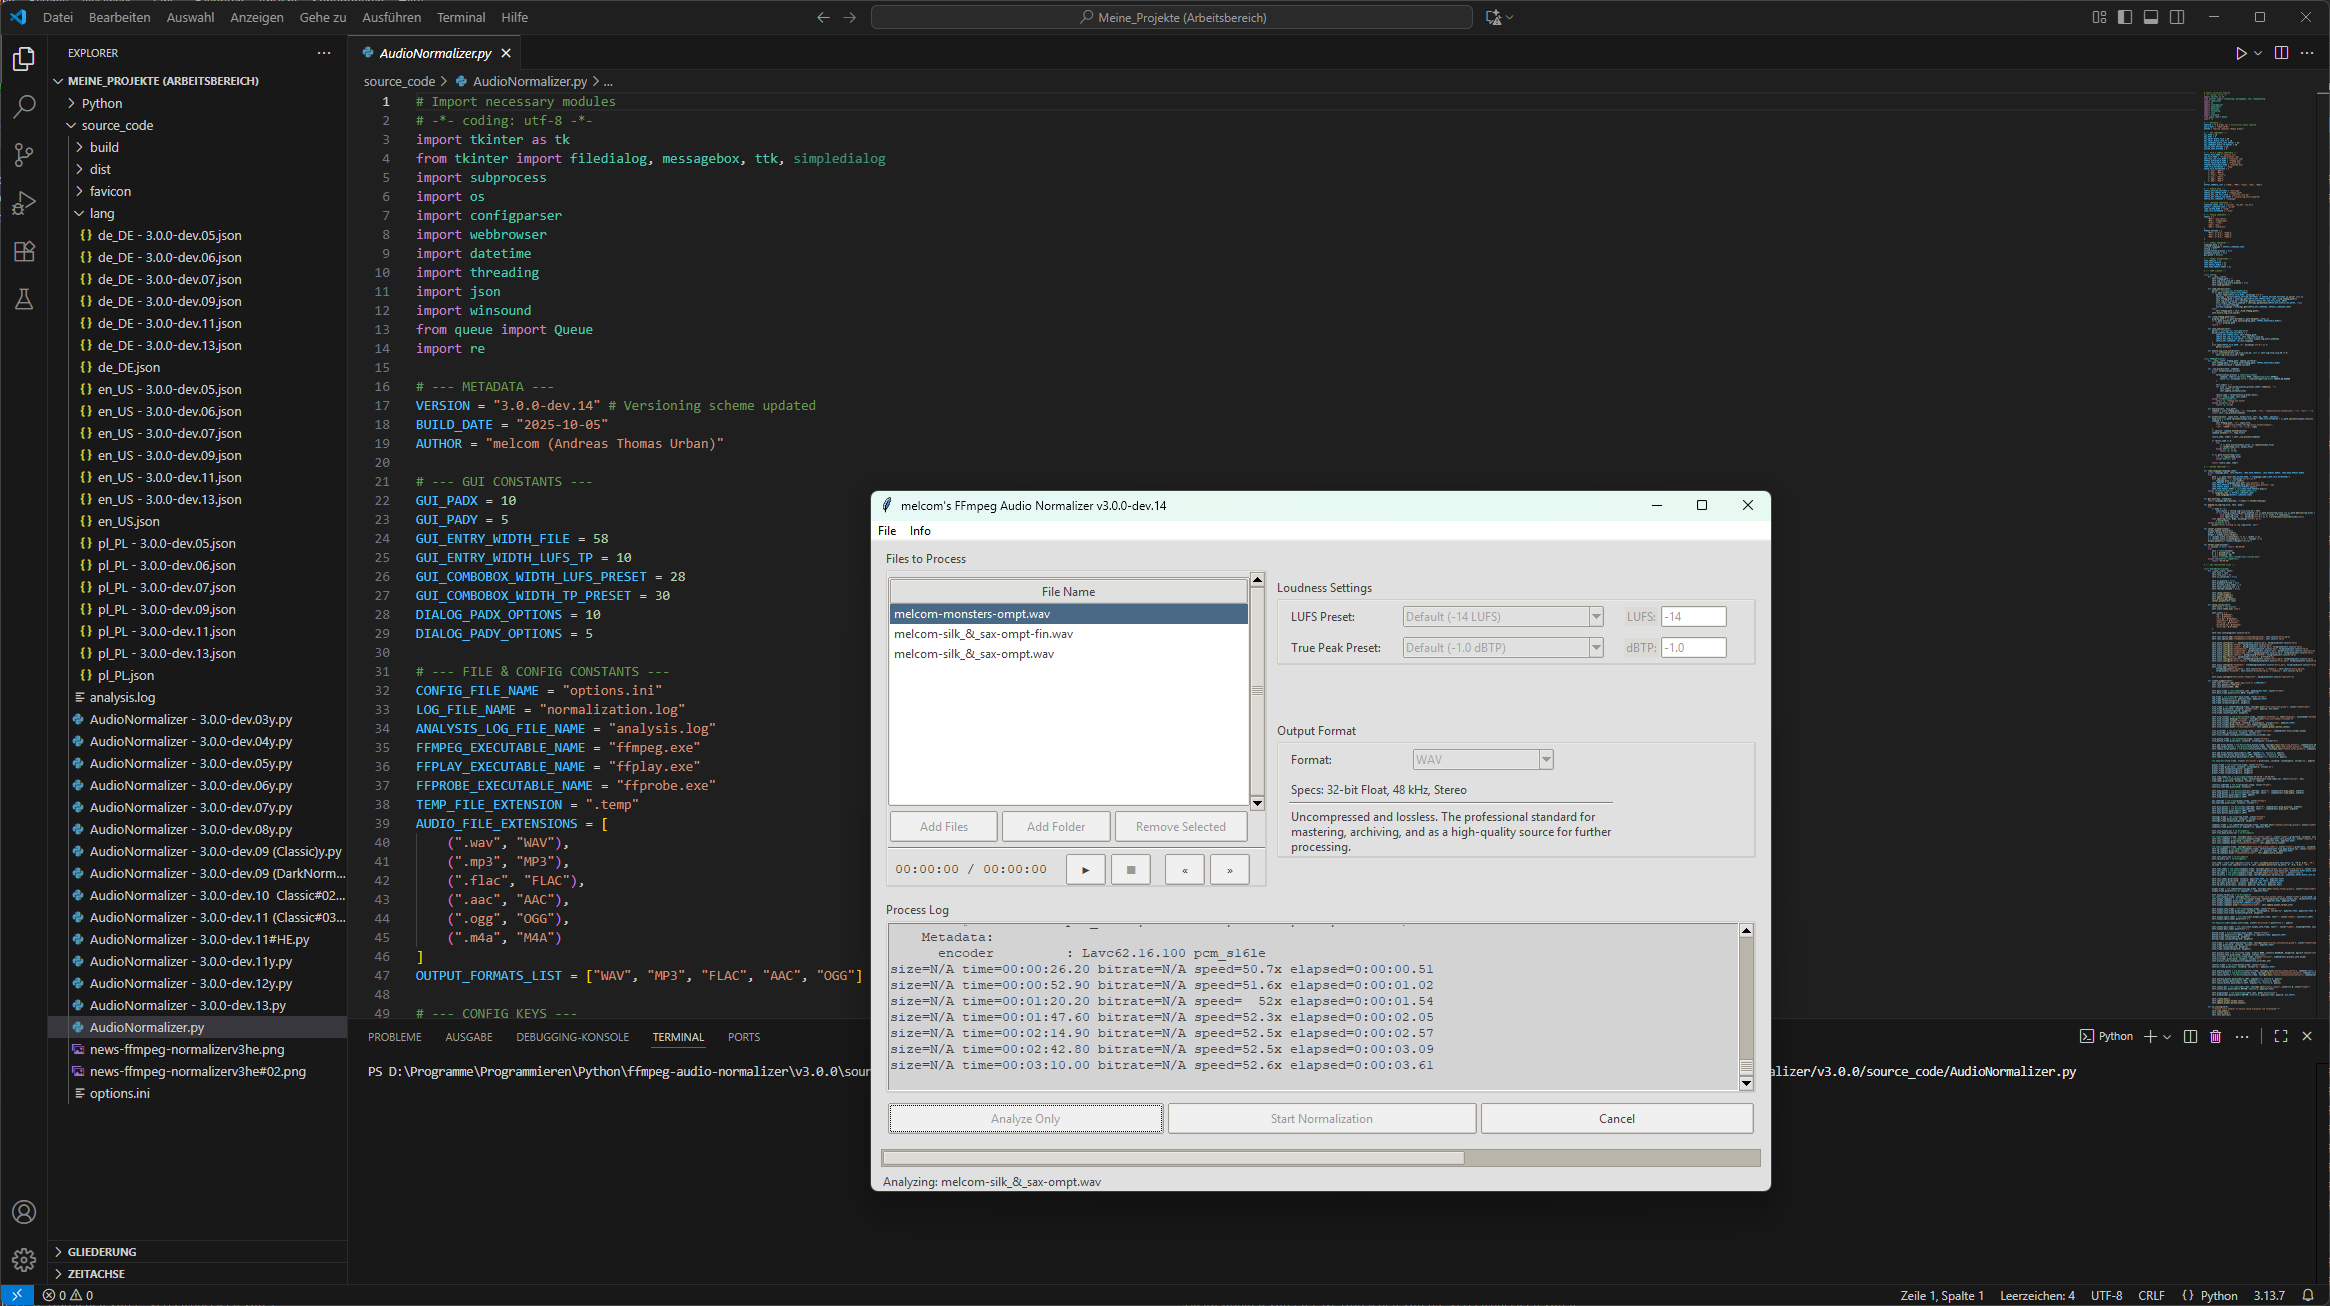 Datei Bearbeiten Auswahl Anzeigen Gehe zu Ausführen Terminal Hilfe
Meine_Projekte (Arbeitsbereich)
EXPLORER
MEINE_PROJEKTE (ARBEITSBEREICH)
Python
source_code
build
dist
favicon
lang
de_DE - 3.0.0-dev.05.json
de_DE - 3.0.0-dev.06.json
de_DE - 3.0.0-dev.07.json
de_DE - 3.0.0-dev.09.json
de_DE - 3.0.0-dev.11.json
de_DE - 3.0.0-dev.13.json
de_DE.json
en_US - 3.0.0-dev.05.json
en_US - 3.0.0-dev.06.json
en_US - 3.0.0-dev.07.json
en_US - 3.0.0-dev.09.json
en_US - 3.0.0-dev.11.json
en_US - 3.0.0-dev.13.json
en_US.json
pl_PL - 3.0.0-dev.05.json
pl_PL - 3.0.0-dev.06.json
pl_PL - 3.0.0-dev.07.json
pl_PL - 3.0.0-dev.09.json
pl_PL - 3.0.0-dev.11.json
pl_PL - 3.0.0-dev.13.json
pl_PL.json
analysis.log
AudioNormalizer - 3.0.0-dev.03y.py
AudioNormalizer - 3.0.0-dev.04y.py
AudioNormalizer - 3.0.0-dev.05y.py
AudioNormalizer - 3.0.0-dev.06y.py
AudioNormalizer - 3.0.0-dev.07y.py
AudioNormalizer - 3.0.0-dev.08y.py
AudioNormalizer - 3.0.0-dev.09 (Classic)y.py
AudioNormalizer - 3.0.0-dev.09 (DarkNorm...
AudioNormalizer - 3.0.0-dev.10 Classic#02...
AudioNormalizer - 3.0.0-dev.11 (Classic#03...
AudioNormalizer - 3.0.0-dev.11#HE.py
AudioNormalizer - 3.0.0-dev.11y.py
AudioNormalizer - 3.0.0-dev.12y.py
AudioNormalizer - 3.0.0-dev.13.py
AudioNormalizer.py
news-ffmpeg-normalizerv3he.png
news-ffmpeg-normalizerv3he#02.png
options.ini
GLIEDERUNG
ZEITACHSE
AudioNormalizer.py
source_code > AudioNormalizer.py > ...
1 # Import necessary modules
2 # -*- coding: utf-8 -*-
3 import tkinter as tk
4 from tkinter import filedialog, messagebox, ttk, simpledialog
5 import subprocess
6 import os
7 import configparser
8 import webbrowser
9 import datetime
10 import threading
11 import json
12 import winsound
13 from queue import Queue
14 import re
15
16 # --- METADATA ---
17 VERSION = "3.0.0-dev.14" # Versioning scheme updated
18 BUILD_DATE = "2025-10-05"
19 AUTHOR = "melcom (Andreas Thomas Urban)"
20
21 # --- GUI CONSTANTS ---
22 GUI_PADX = 10
23 GUI_PADY = 5
24 GUI_ENTRY_WIDTH_FILE = 58
25 GUI_ENTRY_WIDTH_LUFS_TP = 10
26 GUI_COMBOBOX_WIDTH_LUFS_PRESET = 28
27 GUI_COMBOBOX_WIDTH_TP_PRESET = 30
28 DIALOG_PADX_OPTIONS = 10
29 DIALOG_PADY_OPTIONS = 5
30
31 # --- FILE & CONFIG CONSTANTS ---
32 CONFIG_FILE_NAME = "options.ini"
33 LOG_FILE_NAME = "normalization.log"
34 ANALYSIS_LOG_FILE_NAME = "analysis.log"
35 FFMPEG_EXECUTABLE_NAME = "ffmpeg.exe"
36 FFPLAY_EXECUTABLE_NAME = "ffplay.exe"
37 FFPROBE_EXECUTABLE_NAME = "ffprobe.exe"
38 TEMP_FILE_EXTENSION = ".temp"
39 AUDIO_FILE_EXTENSIONS = [
40 (".wav", "WAV"),
41 (".mp3", "MP3"),
42 (".flac", "FLAC"),
43 (".aac", "AAC"),
44 (".ogg", "OGG"),
45 (".m4a", "M4A")
46 ]
47 OUTPUT_FORMATS_LIST = ["WAV", "MP3", "FLAC", "AAC", "OGG"]
48
49 # --- CONFIG KEYS ---
PROBLEME AUSGABE DEBUGGING-KONSOLE TERMINAL PORTS
Python
PS D:\Programme\Programmieren\Python\ffmpeg-audio-normalizer\v3.0.0\sour
alizer/v3.0.0/source_code/AudioNormalizer.py
melcom's FFmpeg Audio Normalizer v3.0.0-dev.14
File Info
Files to Process
File Name
melcom-monsters-ompt.wav
melcom-silk_&_sax-ompt-fin.wav
melcom-silk_&_sax-ompt.wav
Add Files Add Folder Remove Selected
00:00:00 / 00:00:00
Loudness Settings
LUFS Preset: Default (-14 LUFS) LUFS: -14
True Peak Preset: Default (-1.0 dBTP) dBTP: -1.0
Output Format
Format: WAV
Specs: 32-bit Float, 48 kHz, Stereo
Uncompressed and lossless. The professional standard for
mastering, archiving, and as a high-quality source for further
processing.
Process Log
Metadata:
encoder : Lavc62.16.100 pcm_s16le
size=N/A time=00:00:26.20 bitrate=N/A speed=50.7x elapsed=0:00:00.51
size=N/A time=00:00:52.90 bitrate=N/A speed=51.6x elapsed=0:00:01.02
size=N/A time=00:01:20.20 bitrate=N/A speed= 52x elapsed=0:00:01.54
size=N/A time=00:01:47.60 bitrate=N/A speed=52.3x elapsed=0:00:02.05
size=N/A time=00:02:14.90 bitrate=N/A speed=52.5x elapsed=0:00:02.57
size=N/A time=00:02:42.80 bitrate=N/A speed=52.5x elapsed=0:00:03.09
size=N/A time=00:03:10.00 bitrate=N/A speed=52.6x elapsed=0:00:03.61
Analyze Only Start Normalization Cancel
Analyzing: melcom-silk_&_sax-ompt.wav
0 0
Zeile 1, Spalte 1 Leerzeichen: 4 UTF-8 CRLF {} Python 3.13.7